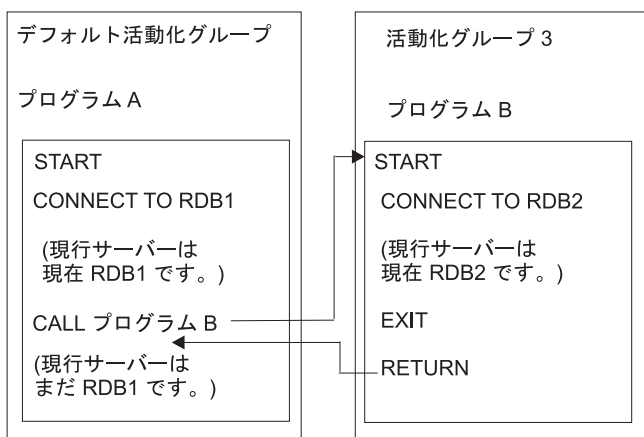 デフォルト活動化グループ
プログラム A
START
CONNECT TO RDB1
(現行サーバーは
現在 RDB1 です。)
CALL プログラム B
(現行サーバーは
まだ RDB1 です。)
活動化グループ 3
プログラム B
START
CONNECT TO RDB2
(現行サーバーは
現在 RDB2 です。)
EXIT
RETURN